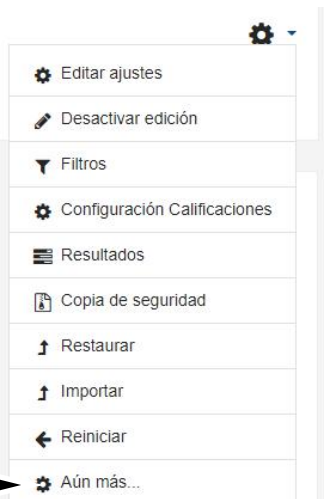 Editar ajustes
Desactivar edición
Filtros
Configuración Calificaciones
Resultados
Copia de seguridad
Restaurar
Importar
Reiniciar
Aún más...